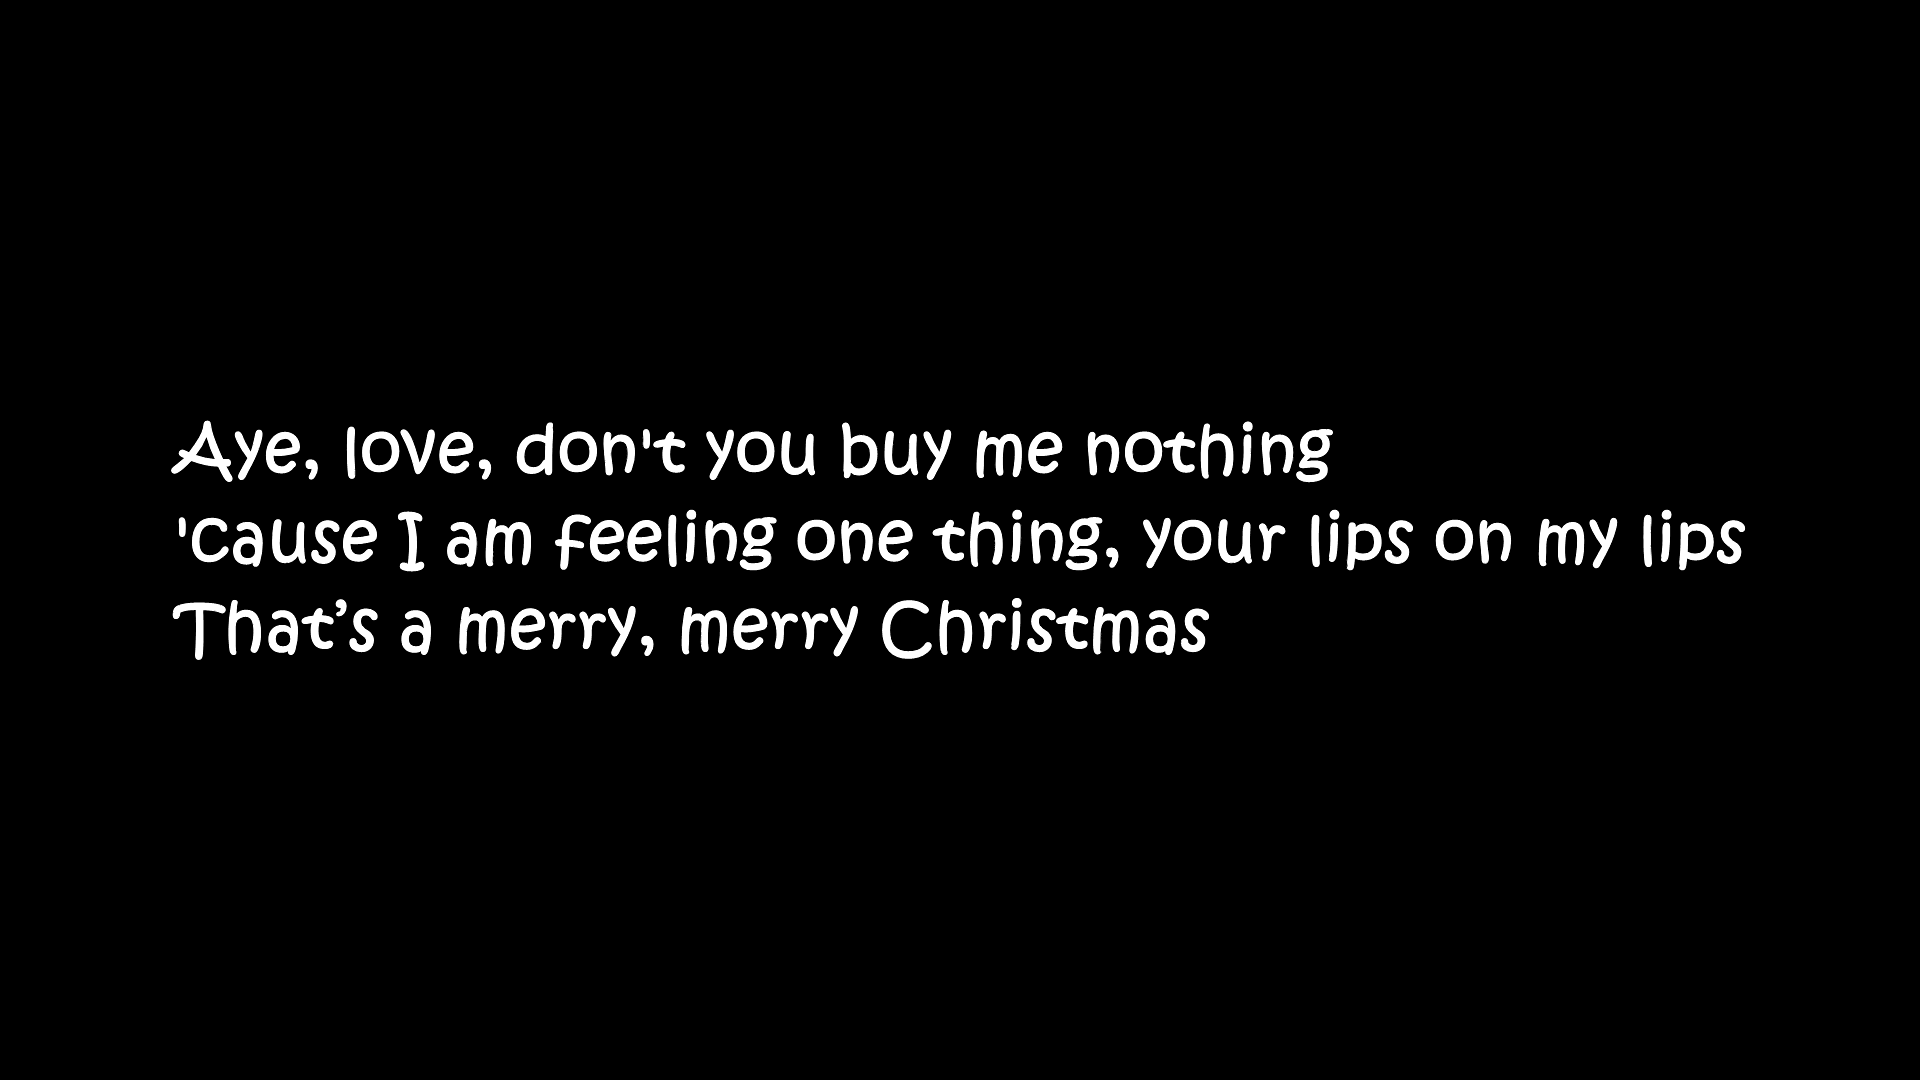 Aye, love, don't you buy me nothing
'cause I am feeling one thing, your lips on my lips
That’s a merry, merry Christmas